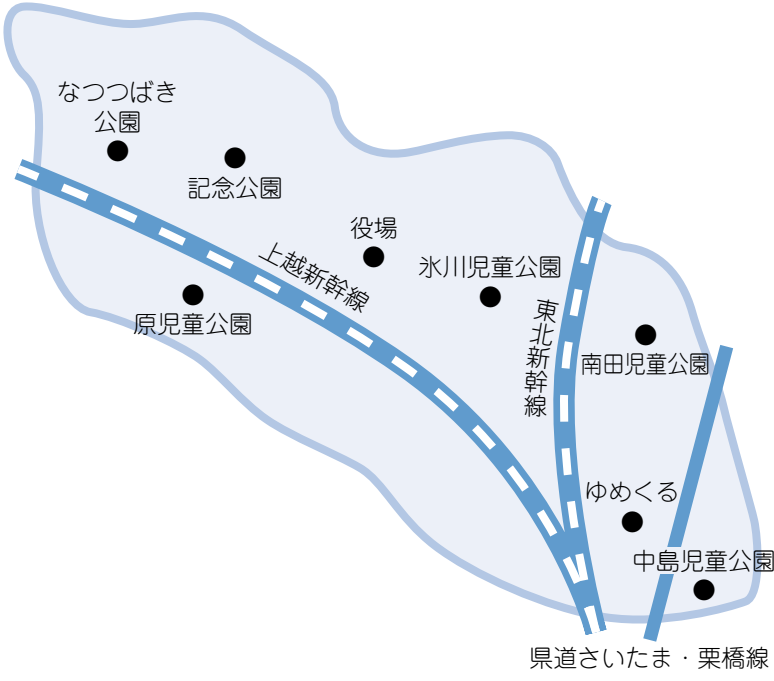 なつつばき
公園
記念公園
役場
上越新幹線
氷川児童公園
原児童公園
東北新幹線
南田児童公園
ゆめくる
中島児童公園
県道さいたま・栗橋線